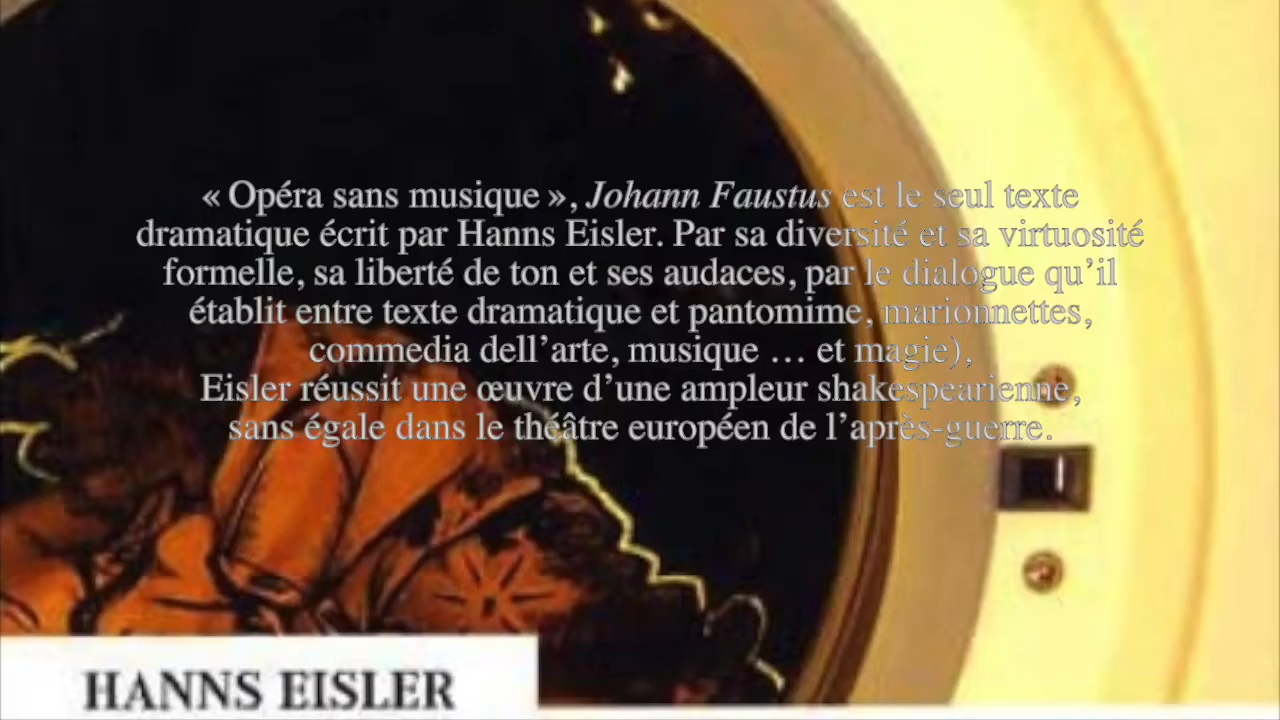 « Opéra sans musique », Johann Faustus est le seul texte
dramatique écrit par Hanns Eisler. Par sa diversité et sa virtuosité
formelle, sa liberté de ton et ses audaces, par le dialogue qu’il
établit entre texte dramatique et pantomime, marionnettes,
commedia dell’arte, musique … et magie),
Eisler réussit une œuvre d’une ampleur shakespearienne,
sans égale dans le théâtre européen de l’après-guerre.
HANNS EISLER